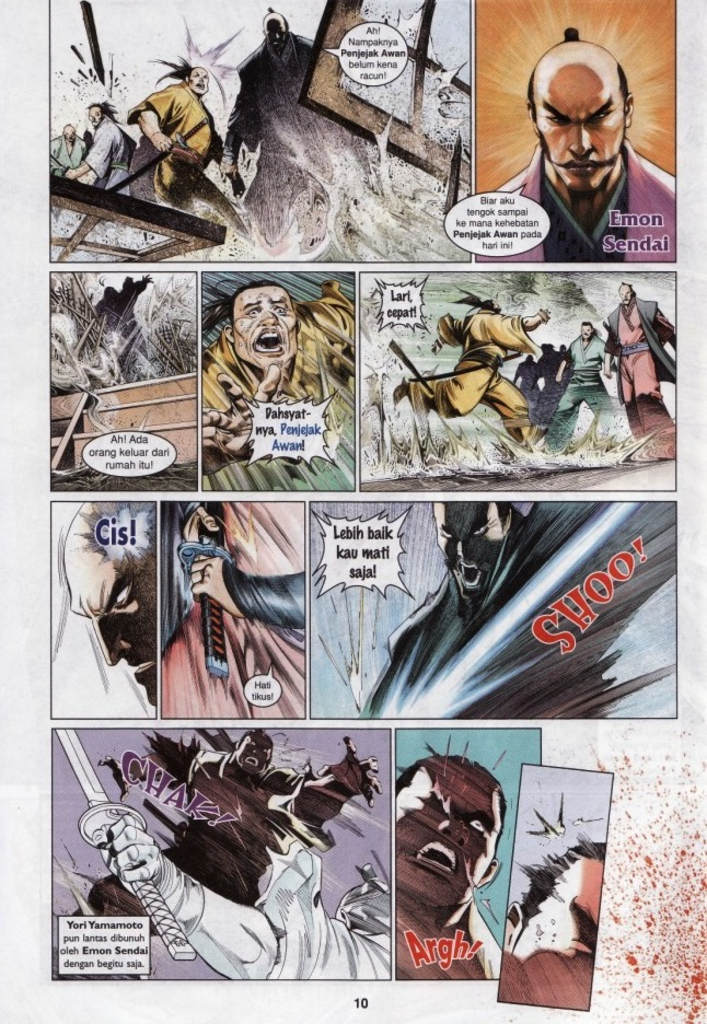 Ah!
Nampaknya
Penjejak Awan
belum kena
racun!
Biar aku
tengok sampai
ke mana kehebatan
Penjejak Awan pada
hari ini!
Emon
Sendai
Ah! Ada
orang keluar dari
rumah itu!
Dahsyat-
nya, Penjejak
Awan!
Lari,
cepat!
Cis!
Hati
tikus!
Lebih baik
kau mati
saja!
SHOO!
CHAK!
Yori Yamamoto
pun lantas dibunuh
oleh Emon Sendai
dengan begitu saja.
Argh!
10